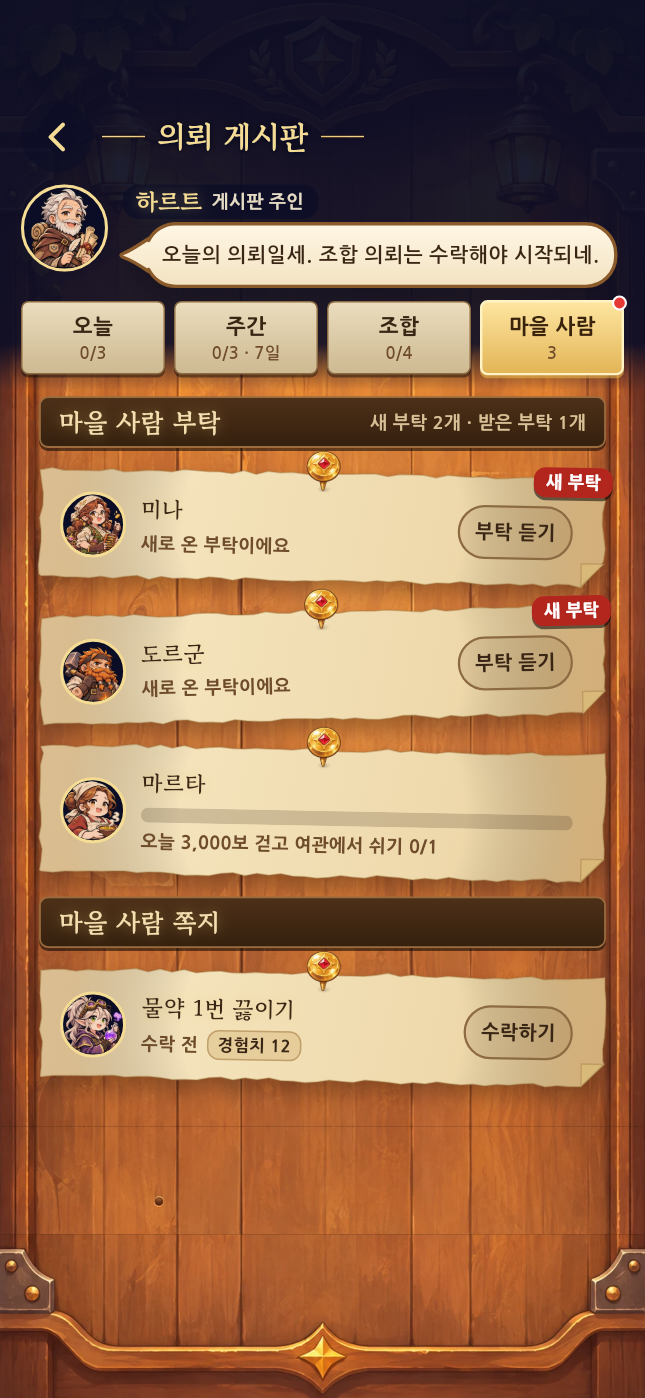 의뢰 게시판
하르트 게시판 주인
오늘의 의뢰일세. 조합 의뢰는 수락해야 시작되네.
오늘
0/3
주간
0/3 · 7일
조합
0/4
마을 사람
3
마을 사람 부탁
새 부탁 2개 · 받은 부탁 1개
새 부탁
미나
새로 온 부탁이에요
부탁 듣기
새 부탁
도르군
새로 온 부탁이에요
부탁 듣기
마르타
오늘 3,000보 걷고 여관에서 쉬기 0/1
마을 사람 쪽지
물약 1번 끓이기
수락 전 경험치 12
수락하기